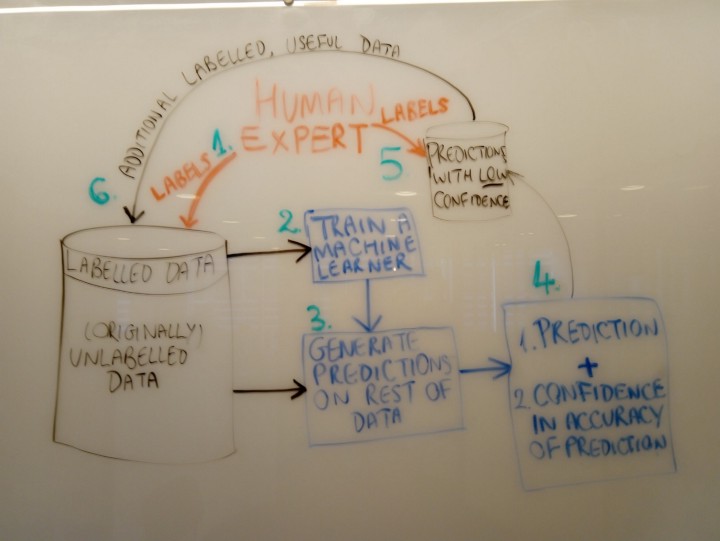 ADDITIONAL LABELLED, USEFUL DATA
HUMAN
EXPERT
LABELS
1.
LABELS
5
PREDICTIONS
WITH LOW
CONFIDENCE
6.
LABELLED DATA
(ORIGINALLY)
UNLABELLED
DATA
2.
TRAIN A
MACHINE
LEARNER
3.
GENERATE
PREDICTIONS
ON REST OF
DATA
4.
1. PREDICTION
+
2 CONFIDENCE
IN ACCURACY
OF PREDICTION